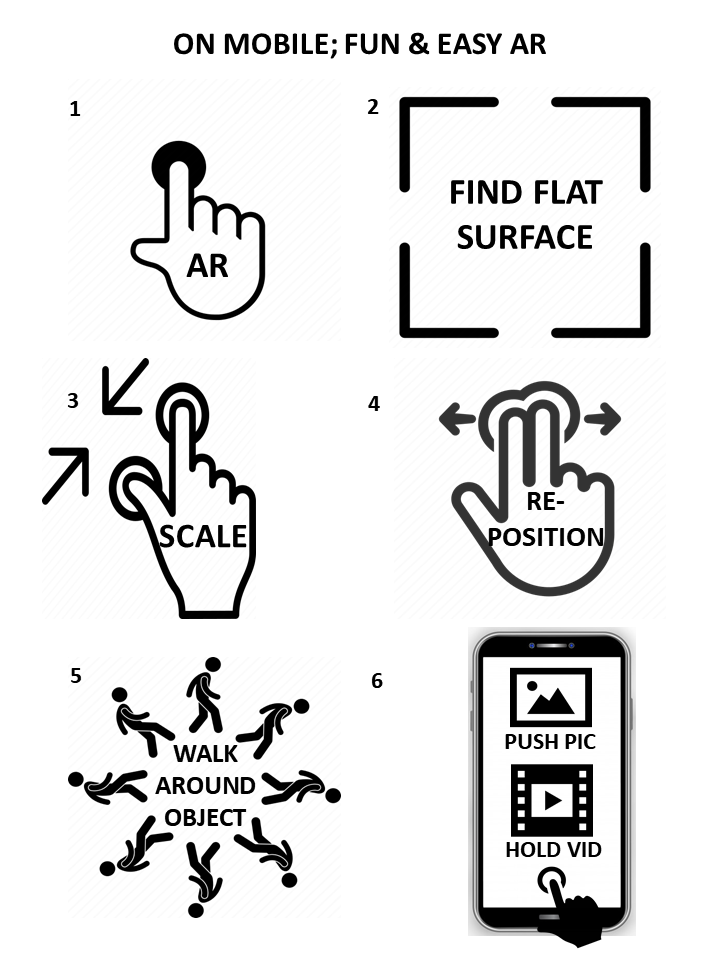 ON MOBILE; FUN & EASY AR
1
AR
2
FIND FLAT
SURFACE
3
SCALE
4
RE-
POSITION
5
WALK
AROUND
OBJECT
6
PUSH PIC
HOLD VID